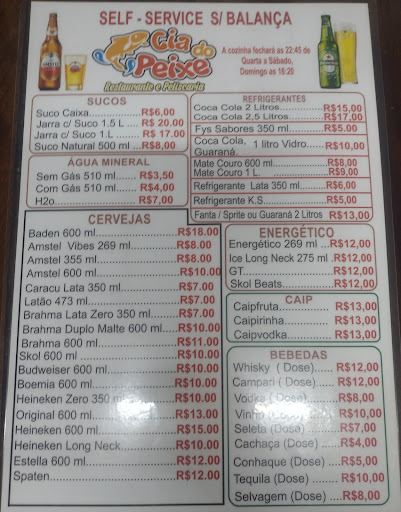 SELF - SERVICE S/ BALANÇA
Cia do Peixe
Restaurante e Petiscaria
A cozinha fechará as 22:45 de
Quarta a Sábado,
Domingo as 16:20
SUCOS
Suco Caixa R$6,00
Jarra c/ Suco 1.5 L ... R$ 20.00
Jarra c/ Suco 1.L R$ 17.00
Suco Natural 500 ml ...R$8,00
ÁGUA MINERAL
Sem Gás 510 ml R$3,50
Com Gás 510 ml R$4,00
H2o R$7,00
CERVEJAS
Baden 600 ml R$18.00
Amstel Vibes 269 ml R$8.00
Amstel 355 ml R$8.00
Amstel 600 ml R$10.00
Caracu Lata 350 ml R$7.00
Latão 473 ml R$7.00
Brahma Lata Zero 350 ml R$7.00
Brahma Duplo Malte 600 ml R$10.00
Brahma 600 ml R$11.00
Skol 600 ml R$10.00
Budweiser 600 ml R$10.00
Boemia 600 ml R$10.00
Heineken Zero 350 ml R$10.00
Original 600 ml R$13.00
Heineken 600 ml R$15.00
Heineken Long Neck R$10.00
Estella 600 ml R$12.00
Spaten R$12.00
REFRIGERANTES
Coca Cola 2 Litros R$15,00
Coca Cola 2,5 Litros R$17,00
Fys Sabores 350 ml R$5.00
Coca Cola, Guaraná. 1 litro Vidro R$10,00
Mate Couro 600 ml R$8,00
Mate Couro 1 L. R$9,00
Refrigerante Lata 350 ml R$6,00
Refrigerante K.S R$5,00
Fanta / Sprite ou Guaraná 2 Litros R$13,00
ENERGÉTICO
Energético 269 ml ...R$12,00
Ice Long Neck 275 ml .R$12,00
GT R$12,00
Skol Beats R$12,00
CAIP
Caipfruta R$13,00
Caipirinha R$13,00
Caipvodka R$13,00
BEBEDAS
Whisky ( Dose) R$12,00
Campari ( Dose) R$12,00
Vodka ( Dose) R$8,00
Vinho (Dose) R$10,00
Seleta (Dose) R$7,00
Cachaça (Dose) R$4,00
Conhaque (Dose) R$5,00
Tequila (Dose) R$10,00
Selvagem (Dose) R$8,00